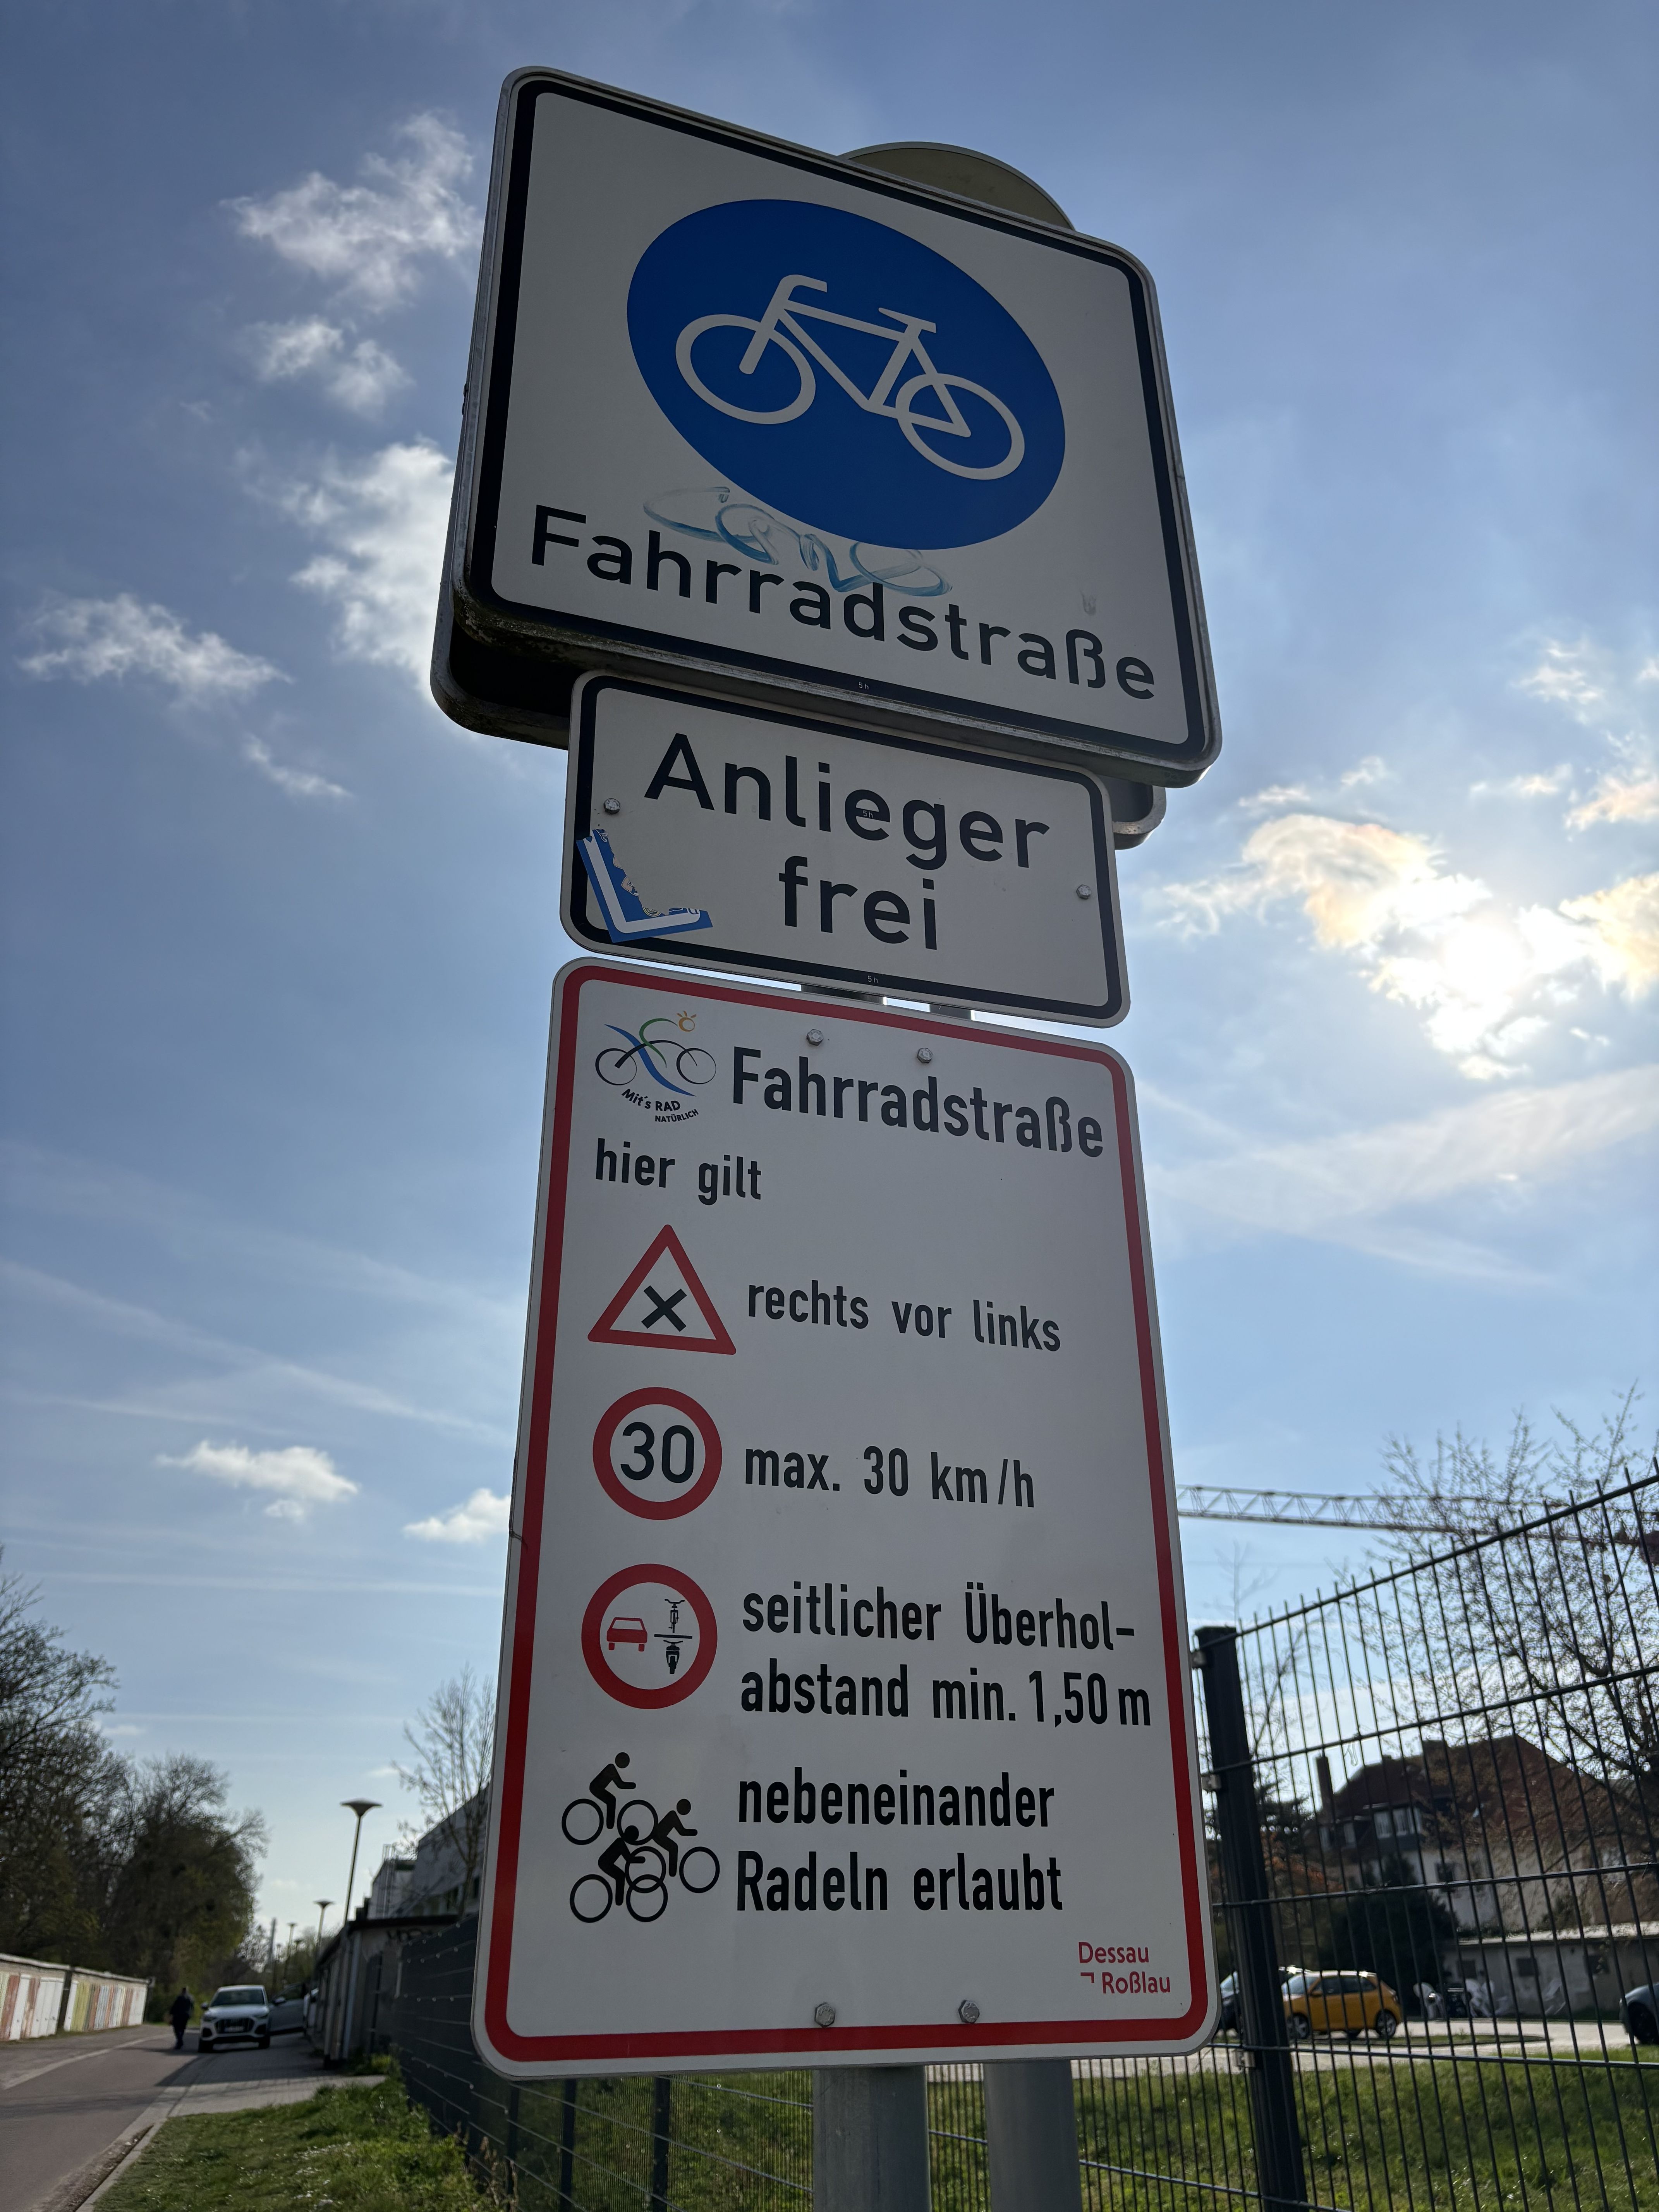 Fahrradstraße
Anlieger
frei
Mit's RAD
NATÜRLICH
Fahrradstraße
hier gilt
rechts vor links
30
max. 30 km/h
seitlicher Überhol-
abstand min. 1,50 m
nebeneinander
Radeln erlaubt
Dessau
Roßlau